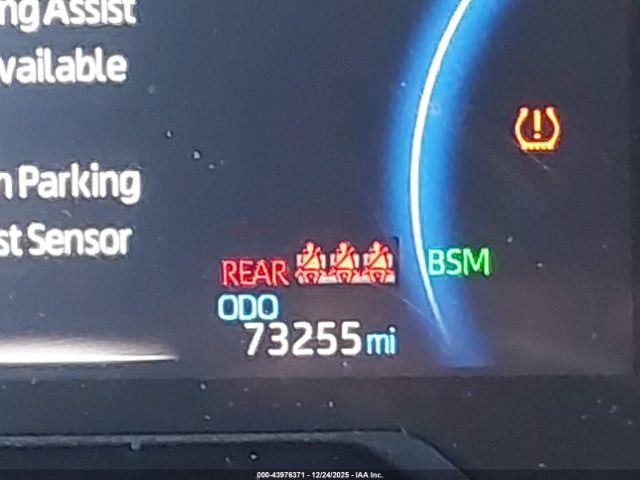 ng Assist
vailable
n Parking
st Sensor
REAR
BSM
ODO
73255 mi
000-43976371 - 12/24/2025 - IAA Inc.